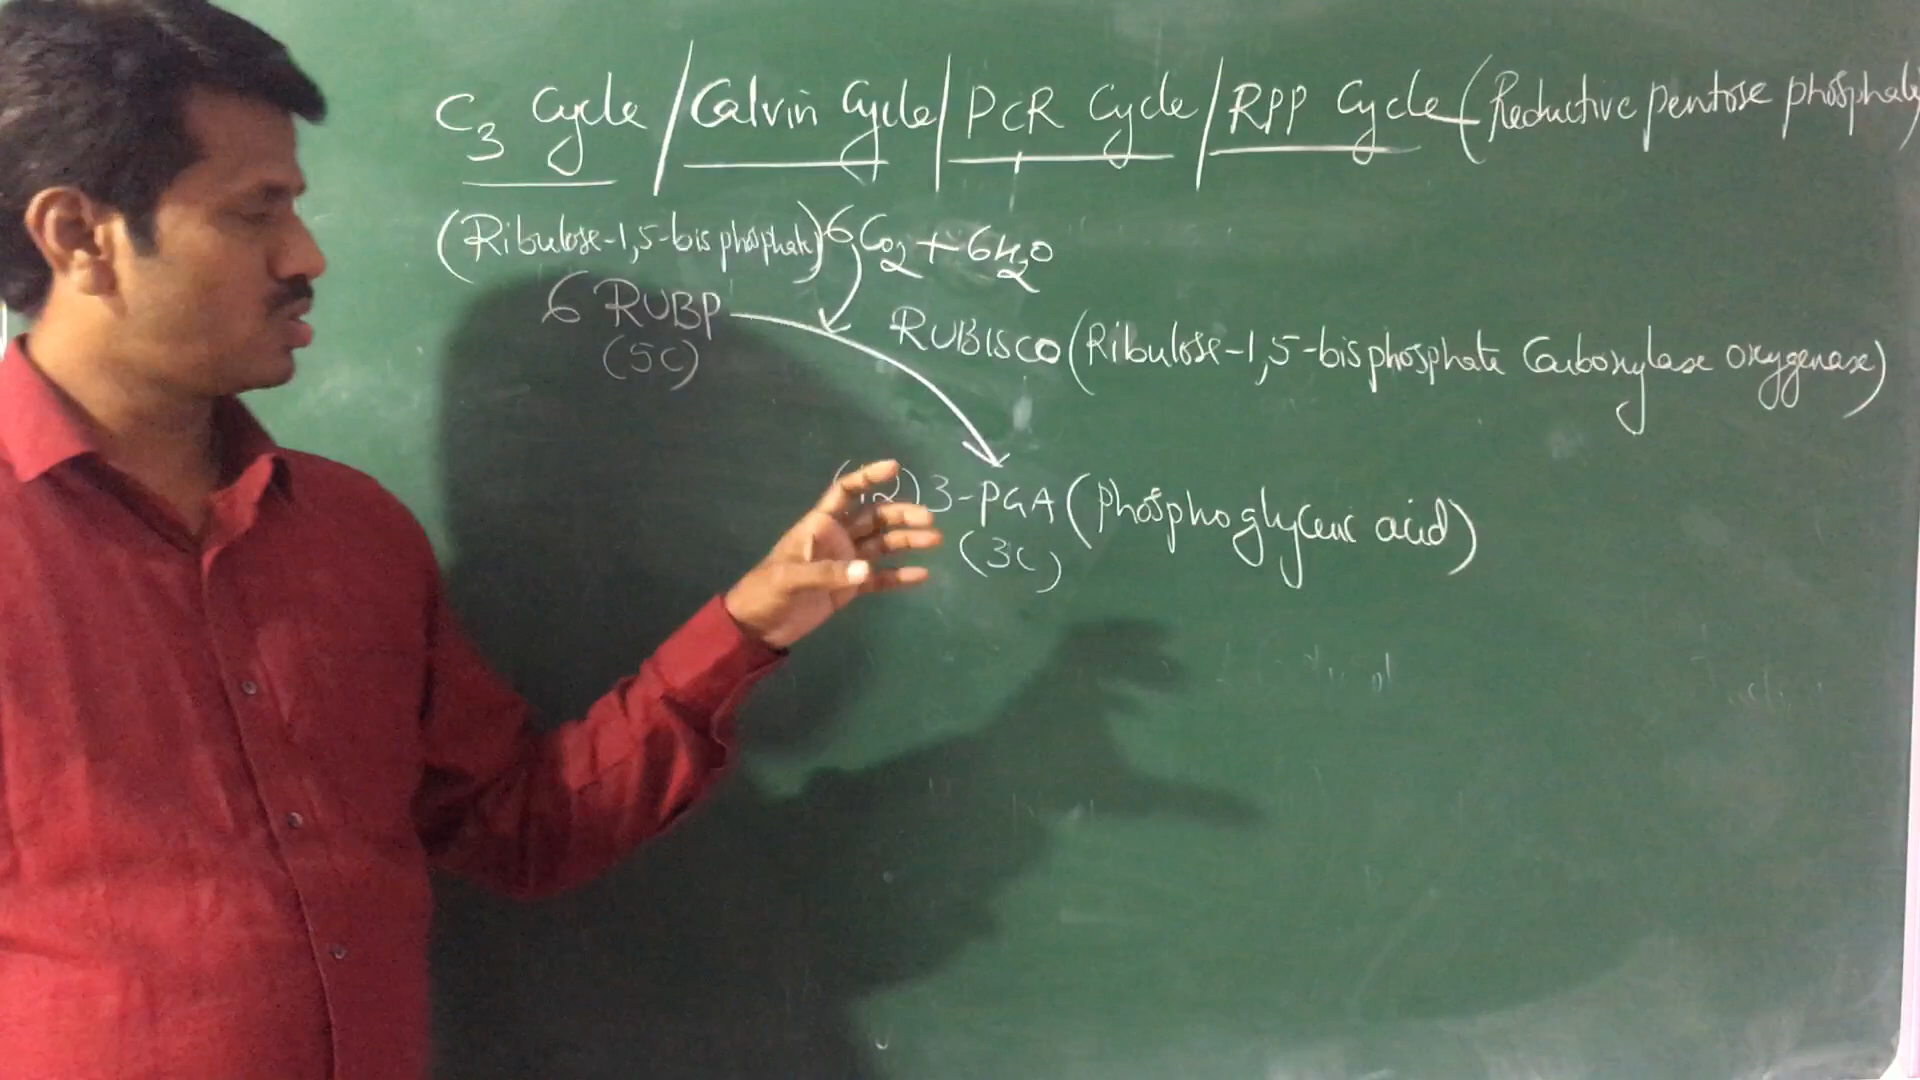 C3 Cycle / Calvin Cycle / PCR Cycle / RPP Cycle (Reductive pentose phosphate
(Ribulose-1,5-bisphosphate) 6CO2 + 6H2O
6 RUBP
RUBISCO (Ribulose-1,5-bisphosphate Carboxylase oxygenase)
(5C)
(12) 3-PGA (phosphoglyceric acid)
(3C)